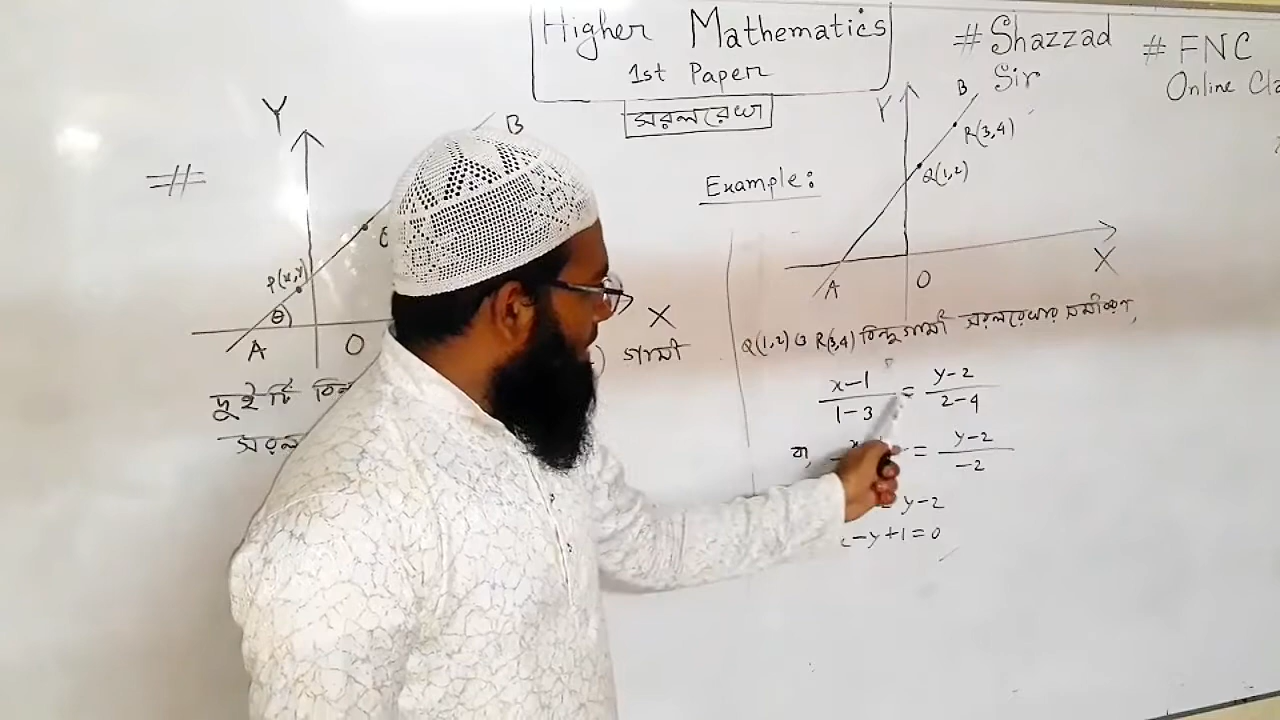 Higher Mathematics
1st Paper
সরলরেখা
# Shazzad
Sir
# FNC
Online Cla
#
Y
B
P(x,y)
θ
A
O
X
গামী
দুইটি বিন্দু
সরল
Example:
Y
B
R(3,4)
Q(1,2)
A
O
X
Q(1,2) ও R(3,4) বিন্দুগামী সরলরেখার সমীকরণ,
x-1/1-3 = y-2/2-4
বা, = y-2/-2
y-2
-y+1=0